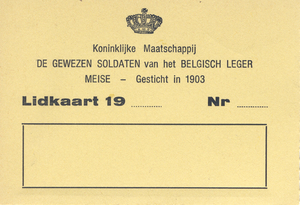 Koninklijke Maatschappij
DE GEWEZEN SOLDATEN van het BELGISCH LEGER
MEISE – Gesticht in 1903
Lidkaart 19 ........... Nr ........